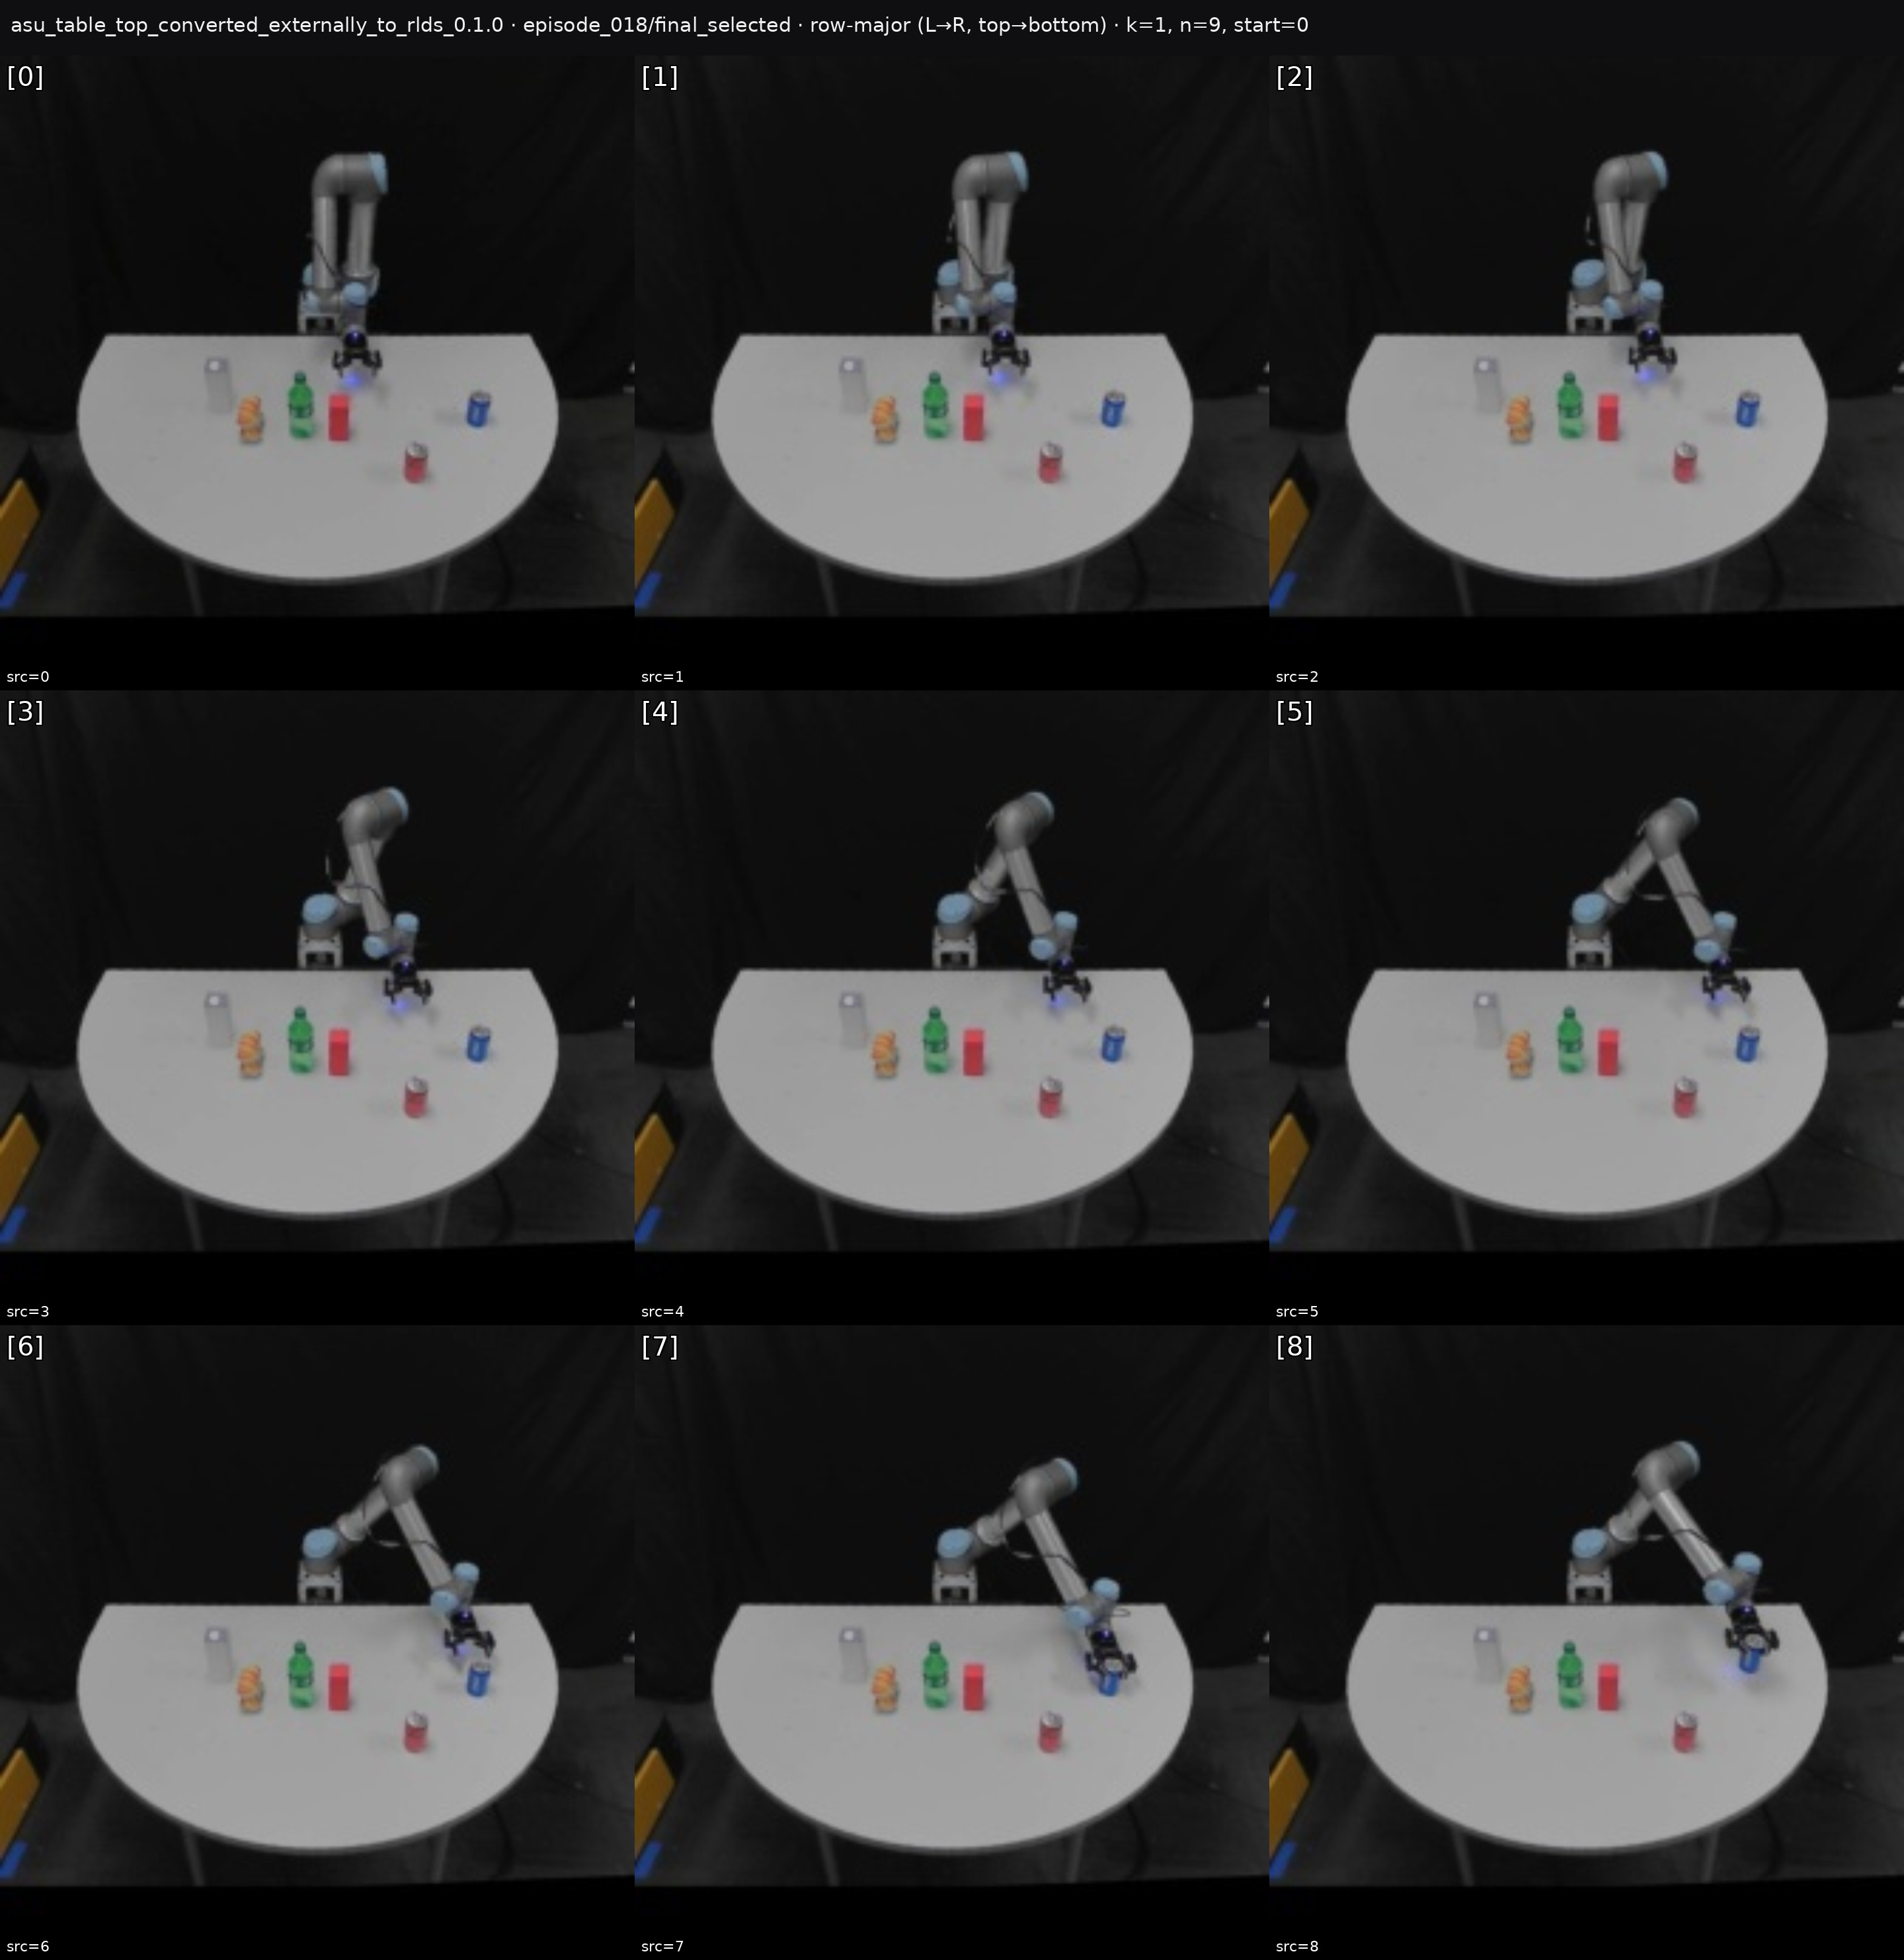 asu_table_top_converted_externally_to_rlds_0.1.0 · episode_018/final_selected · row-major (L→R, top→bottom) · k=1, n=9, start=0
[0]
[1]
[2]
src=0
src=1
src=2
[3]
[4]
[5]
src=3
src=4
src=5
[6]
[7]
[8]
src=6
src=7
src=8